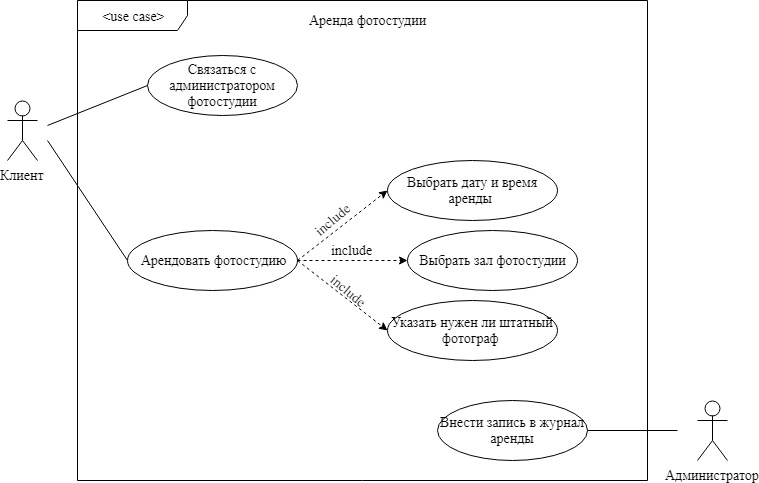 <use case>
Аренда фотостудии
Связаться с
администратором
фотостудии
Клиент
Выбрать дату и время
аренды
include
Арендовать фотостудию
include
Выбрать зал фотостудии
include
Указать нужен ли штатный
фотограф
Внести запись в журнал
аренды
Администратор